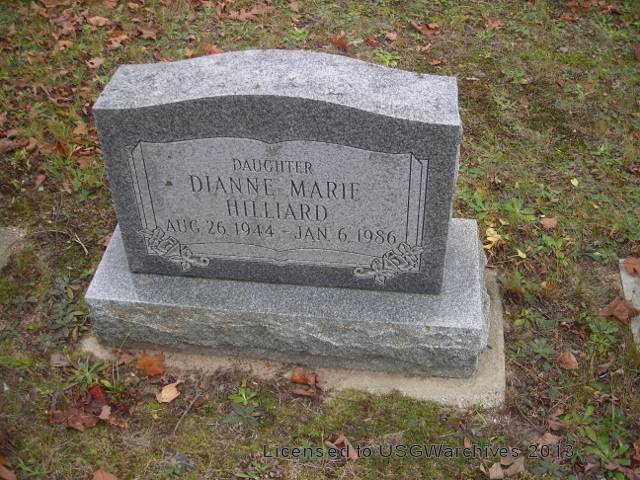 DAUGHTER
DIANNE MARIE
HILLIARD
AUG 26 1944 - JAN 6 1986
Licensed to USGWarchives 2013